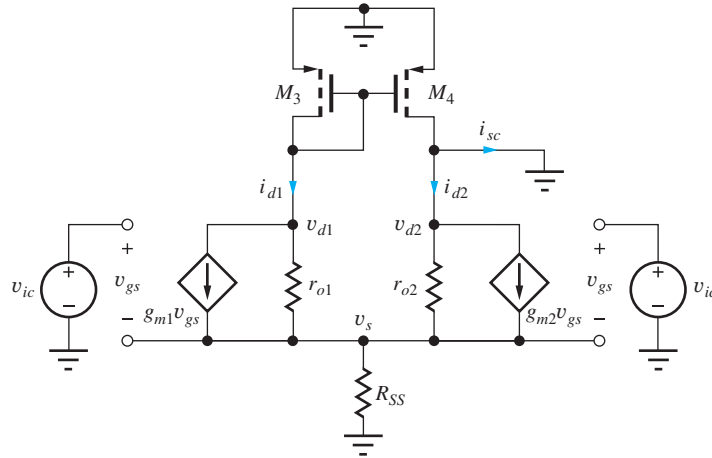 M3 M4
isc
id1 id2
vd1 vd2
vic + − + vgs − gm1vgs ro1 ro2 gm2vgs + vgs − + − vic
vs
RSS